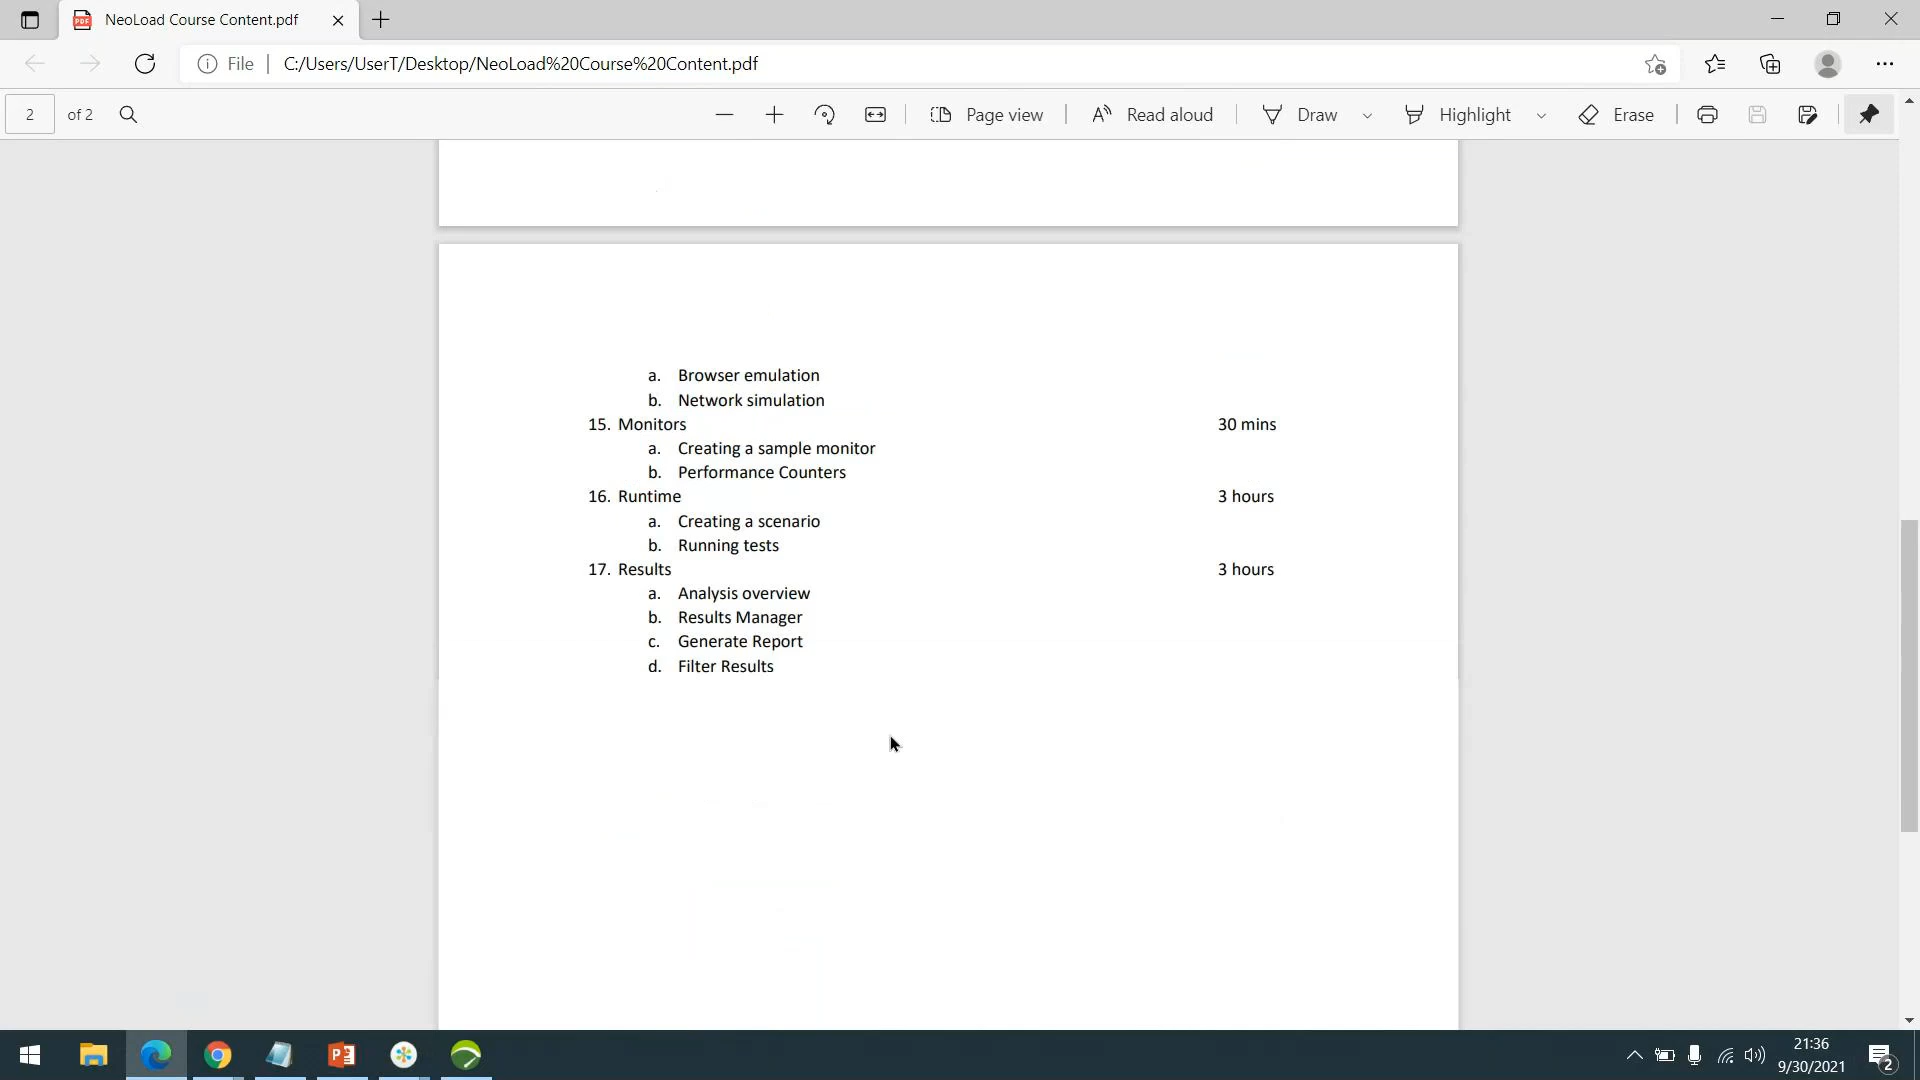 NeoLoad Course Content.pdf
File
C:/Users/UserT/Desktop/NeoLoad%20Course%20Content.pdf
2 of 2
Page view
Read aloud
Draw
Highlight
Erase
a. Browser emulation
b. Network simulation
15. Monitors 30 mins
a. Creating a sample monitor
b. Performance Counters
16. Runtime 3 hours
a. Creating a scenario
b. Running tests
17. Results 3 hours
a. Analysis overview
b. Results Manager
c. Generate Report
d. Filter Results
21:36
9/30/2021
2